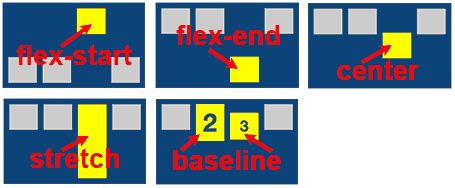 flex-start
flex-end
center
stretch
2
3
baseline